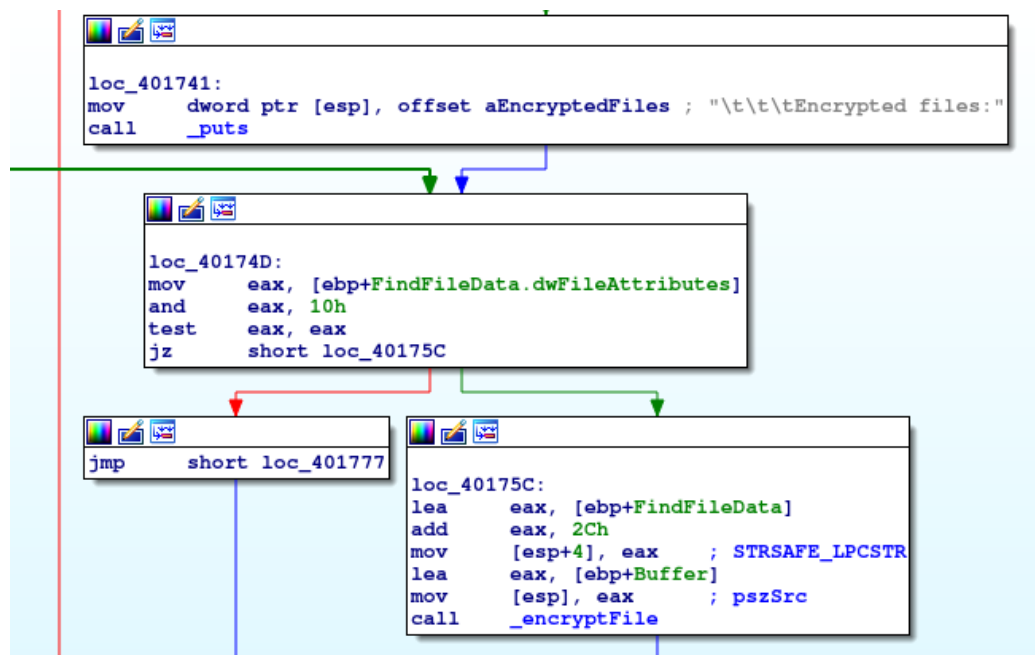 loc_401741:
mov dword ptr [esp], offset aEncryptedFiles ; "\t\t\tEncrypted files:"
call _puts
loc_40174D:
mov eax, [ebp+FindFileData.dwFileAttributes]
and eax, 10h
test eax, eax
jz short loc_40175C
jmp short loc_401777
loc_40175C:
lea eax, [ebp+FindFileData]
add eax, 2Ch
mov [esp+4], eax ; STRSAFE_LPCSTR
lea eax, [ebp+Buffer]
mov [esp], eax ; pszSrc
call _encryptFile